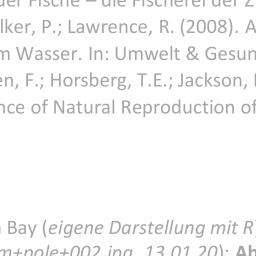 der Fische – die Fischerei der Z
lker, P.; Lawrence, R. (2008). A
m Wasser. In: Umwelt & Gesun
en, F.; Horsberg, T.E.; Jackson,
nce of Natural Reproduction of
Bay (eigene Darstellung mit R
m+pole+002.jpg, 13.01.20); Ab